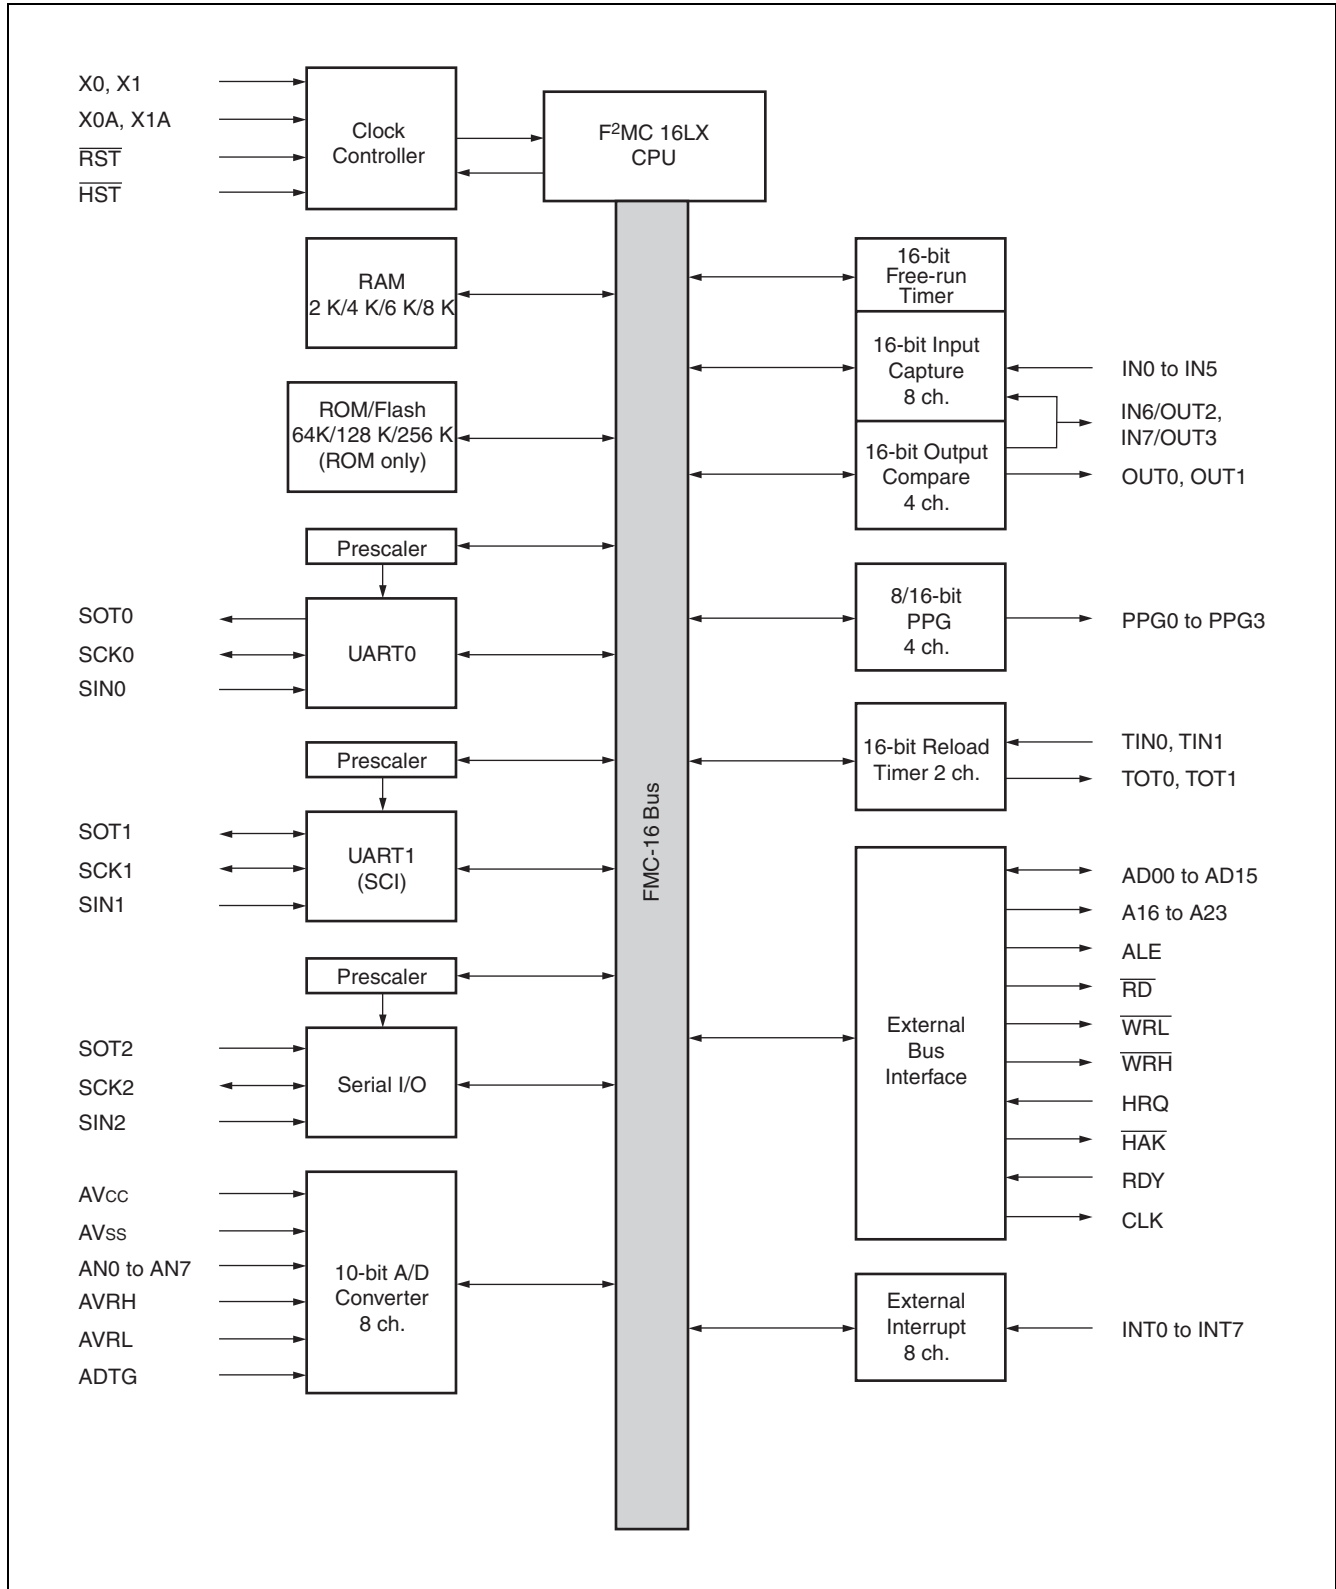 X0, X1
X0A, X1A
RST
HST
Clock
Controller
F²MC 16LX
CPU
RAM
2 K/4 K/6 K/8 K
ROM/Flash
64K/128 K/256 K
(ROM only)
Prescaler
SOT0
SCK0
SIN0
UART0
Prescaler
SOT1
SCK1
SIN1
UART1
(SCI)
Prescaler
SOT2
SCK2
SIN2
Serial I/O
AVCC
AVSS
AN0 to AN7
AVRH
AVRL
ADTG
10-bit A/D
Converter
8 ch.
FMC-16 Bus
16-bit
Free-run
Timer
16-bit Input
Capture
8 ch.
IN0 to IN5
IN6/OUT2,
IN7/OUT3
16-bit Output
Compare
4 ch.
OUT0, OUT1
8/16-bit
PPG
4 ch.
PPG0 to PPG3
16-bit Reload
Timer 2 ch.
TIN0, TIN1
TOT0, TOT1
External
Bus
Interface
AD00 to AD15
A16 to A23
ALE
RD
WRL
WRH
HRQ
HAK
RDY
CLK
External
Interrupt
8 ch.
INT0 to INT7